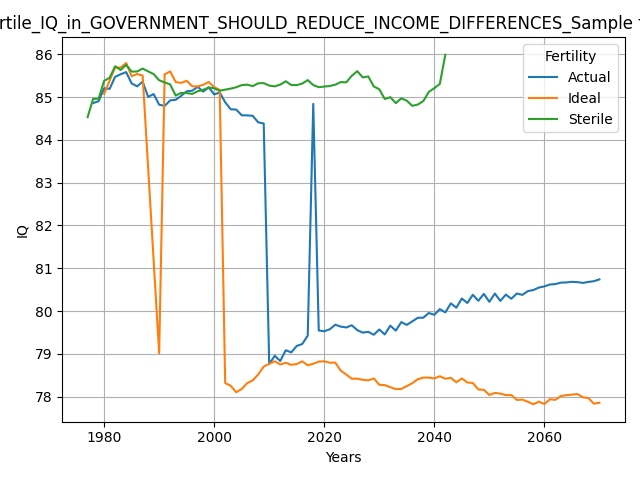 rtile_IQ_in_GOVERNMENT_SHOULD_REDUCE_INCOME_DIFFERENCES_Sample
86
85
84
83
82
81
80
79
78
IQ
1980
2000
2020
2040
2060
Years
Fertility
Actual
Ideal
Sterile